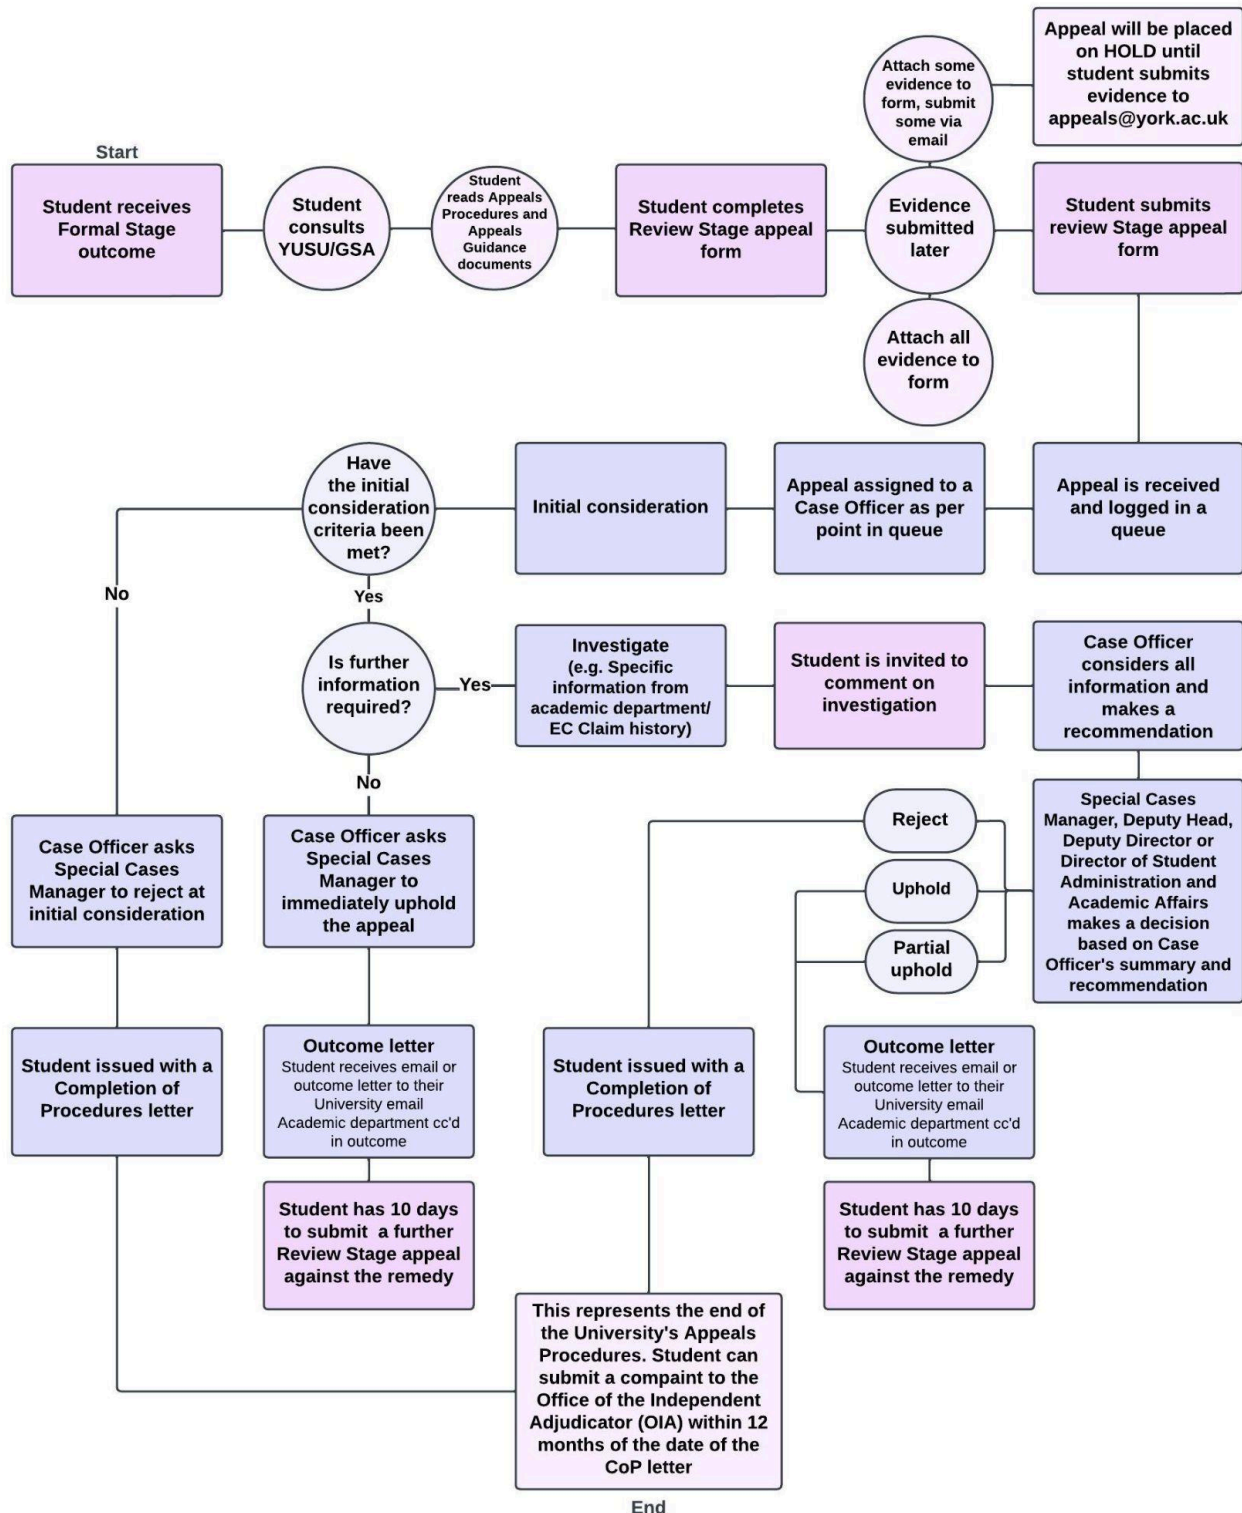 Start
Student receives
Formal Stage
outcome
Student
consults
YUSU/GSA
Student
reads Appeals
Procedures and
Appeals
Guidance
documents
Student completes
Review Stage appeal
form
Attach some
evidence to
form, submit
some via
email
Appeal will be placed
on HOLD until
student submits
evidence to
appeals@york.ac.uk
Evidence
submitted
later
Attach all
evidence to
form
Student submits
review Stage appeal
form
Appeal is received
and logged in a
queue
Appeal assigned to a
Case Officer as per
point in queue
Initial consideration
Have
the initial
consideration
criteria been
met?
No
Yes
Is further
information
required?
Yes
No
Investigate
(e.g. Specific
information from
academic department/
EC Claim history)
Student is invited to
comment on
investigation
Case Officer
considers all
information and
makes a
recommendation
Special Cases
Manager, Deputy Head,
Deputy Director or
Director of Student
Administration and
Academic Affairs
makes a decision
based on Case
Officer's summary and
recommendation
Reject
Uphold
Partial
uphold
Case Officer asks
Special Cases
Manager to reject at
initial consideration
Case Officer asks
Special Cases
Manager to
immediately uphold
the appeal
Student issued with a
Completion of
Procedures letter
Outcome letter
Student receives email or
outcome letter to their
University email
Academic department cc'd
in outcome
Student issued with a
Completion of
Procedures letter
Outcome letter
Student receives email or
outcome letter to their
University email
Academic department cc'd
in outcome
Student has 10 days
to submit  a further
Review Stage appeal
against the remedy
Student has 10 days
to submit  a further
Review Stage appeal
against the remedy
This represents the end of
the University's Appeals
Procedures. Student can
submit a compaint to the
Office of the Independent
Adjudicator (OIA) within 12
months of the date of the
CoP letter
End